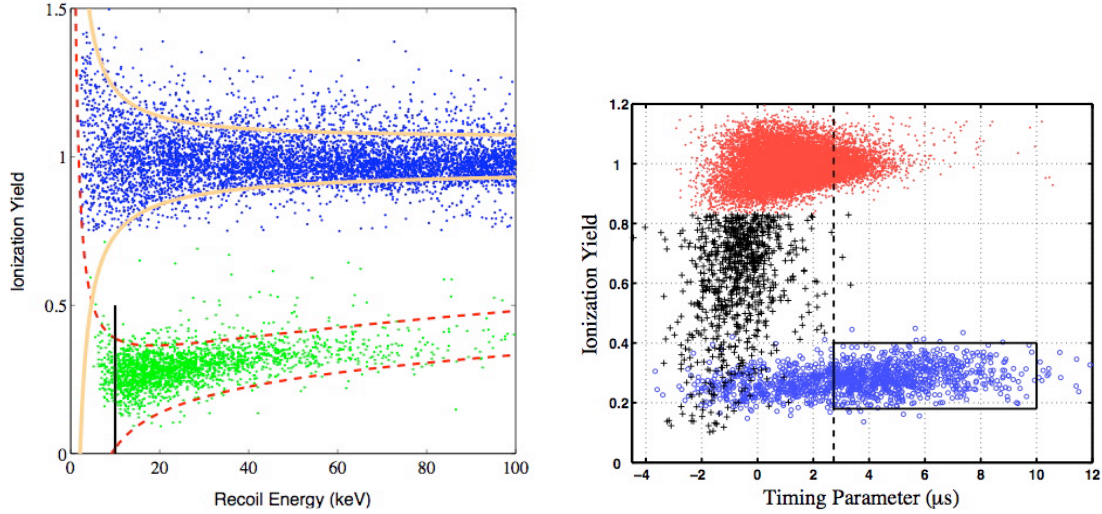 1.5
1
0.5
0
Ionization Yield
0 20 40 60 80 100
Recoil Energy (keV)
1.2
1.0
0.8
0.6
0.4
0.2
0
Ionization Yield
−4 −2 0 2 4 6 8 10 12
Timing Parameter (μs)